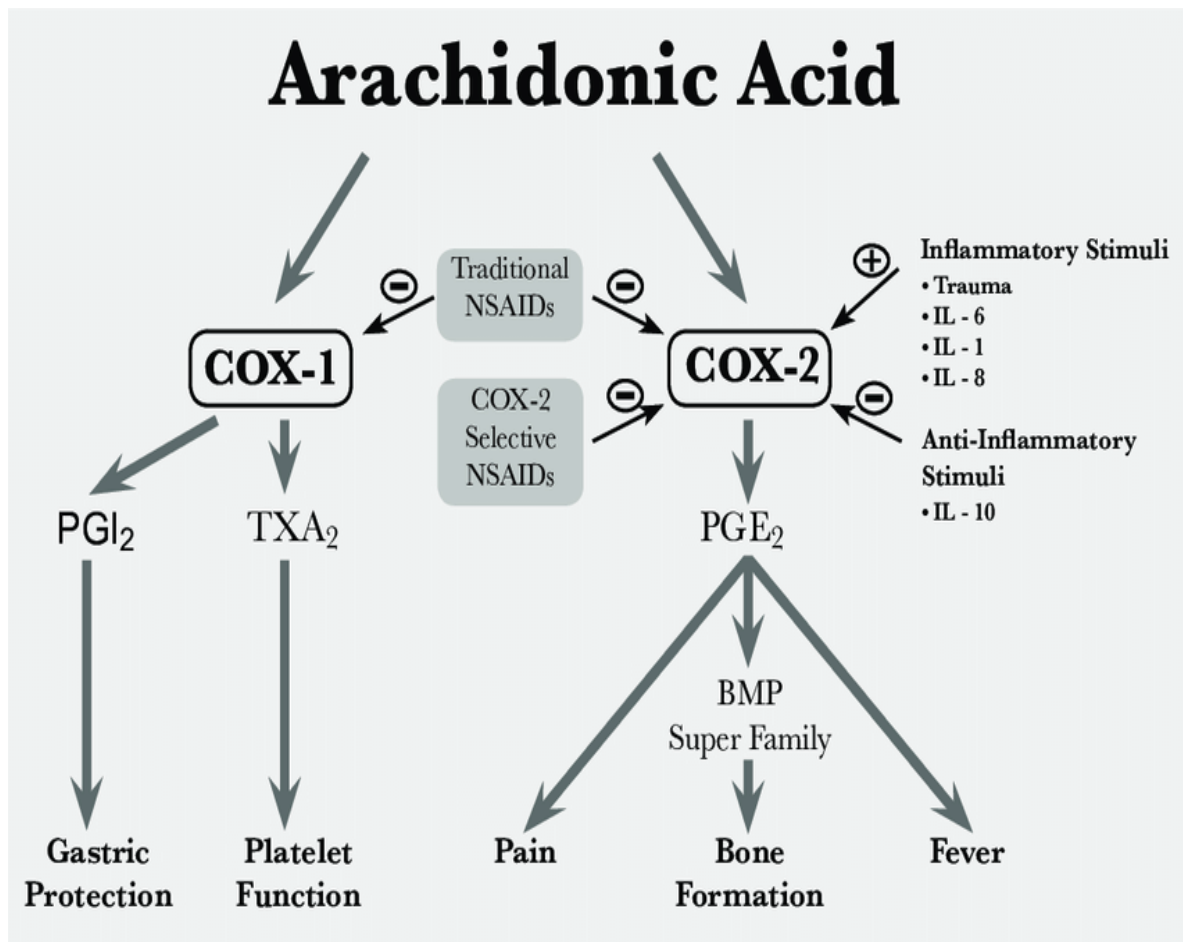 Arachidonic Acid
Traditional
NSAIDs
Inflammatory Stimuli
• Trauma
• IL - 6
• IL - 1
• IL - 8
COX-1
COX-2
COX-2
Selective
NSAIDs
Anti-Inflammatory
Stimuli
• IL - 10
PGI₂
TXA₂
PGE₂
BMP
Super Family
Gastric
Protection
Platelet
Function
Pain
Bone
Formation
Fever